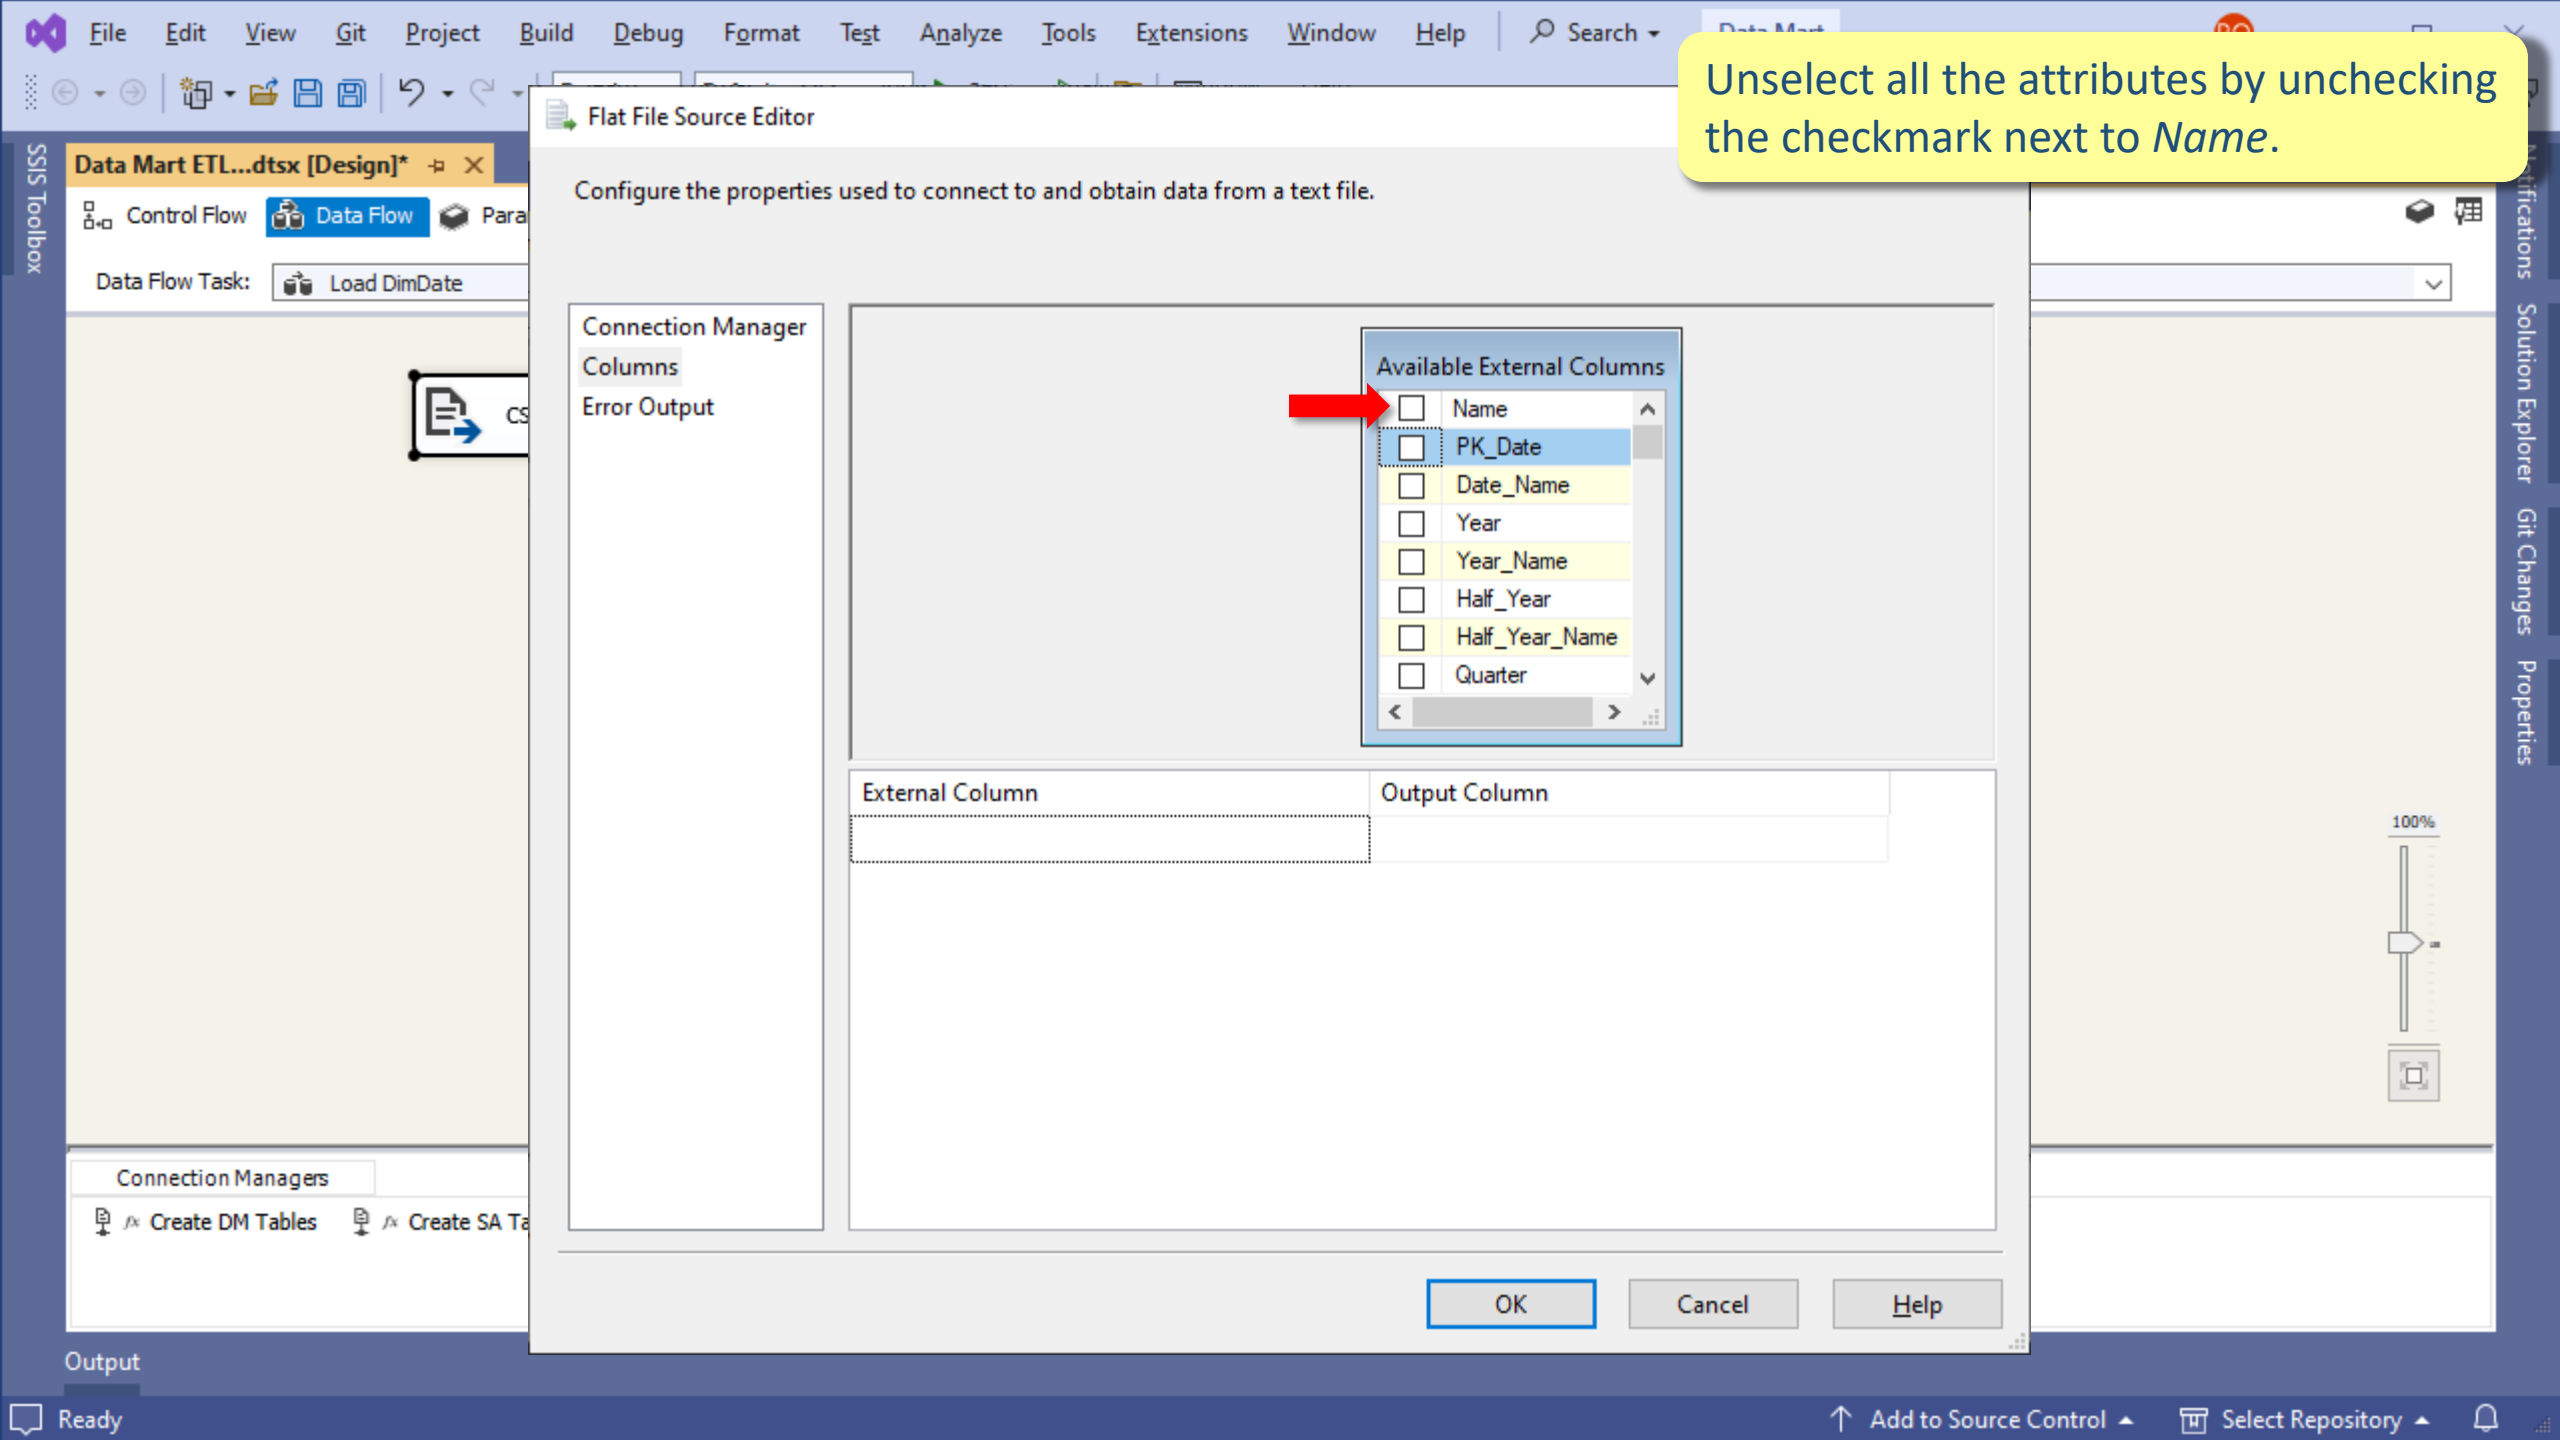 File Edit View Git Project Build Debug Format Test Analyze Tools Extensions Window Help Search Data Mart
Unselect all the attributes by unchecking
the checkmark next to Name.
Flat File Source Editor
Configure the properties used to connect to and obtain data from a text file.
SSIS Toolbox
Data Mart ETL...dtsx [Design]*
Control Flow Data Flow Para
Data Flow Task: Load DimDate
CS
Connection Manager
Columns
Error Output
Available External Columns
Name
PK_Date
Date_Name
Year
Year_Name
Half_Year
Half_Year_Name
Quarter
External Column Output Column
OK Cancel Help
100%
Notifications
Solution Explorer
Git Changes
Properties
Connection Managers
Create DM Tables Create SA Ta
Output
Ready Add to Source Control Select Repository